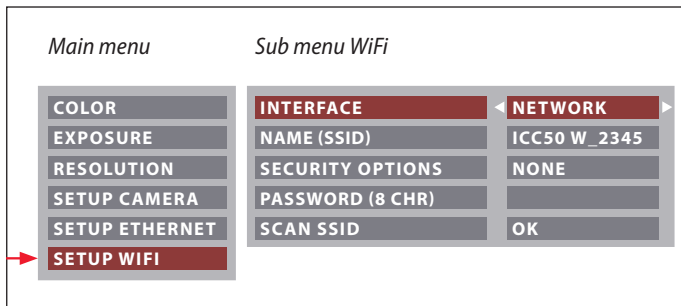 Main menu
Sub menu WiFi
COLOR
EXPOSURE
RESOLUTION
SETUP CAMERA
SETUP ETHERNET
SETUP WIFI
INTERFACE NETWORK
NAME (SSID) ICC50 W_2345
SECURITY OPTIONS NONE
PASSWORD (8 CHR)
SCAN SSID OK